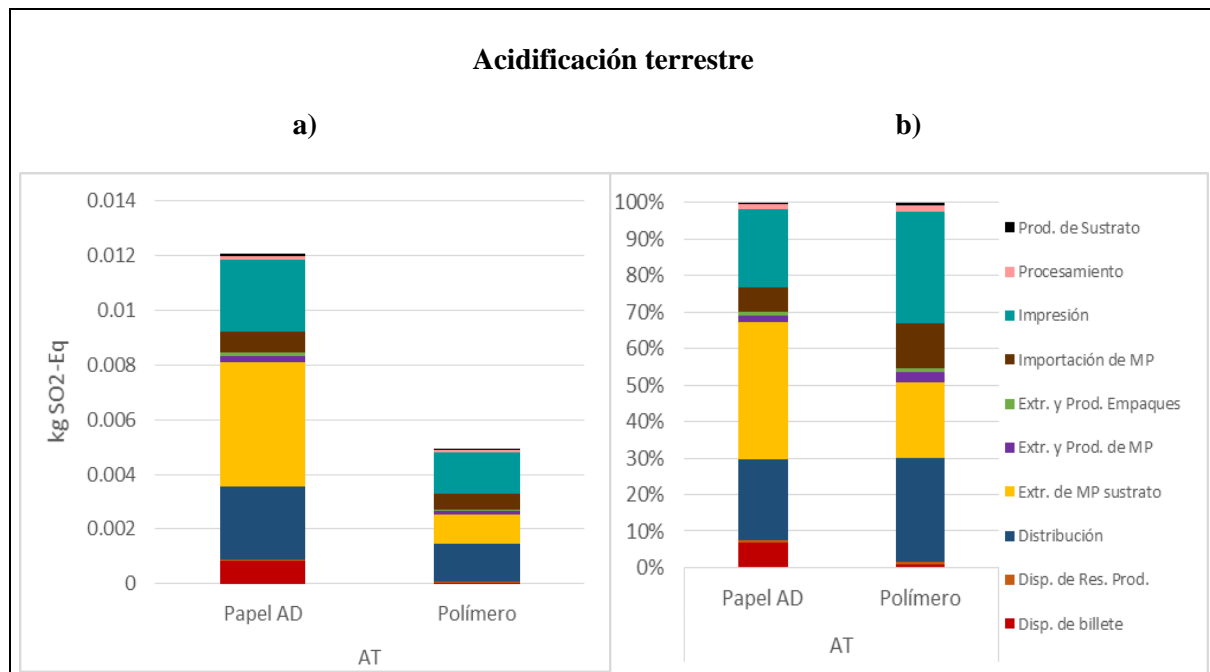 Acidificación terrestre
a)
b)
kg SO2-Eq
0.014
0.012
0.01
0.008
0.006
0.004
0.002
0
Papel AD
Polímero
AT
100%
90%
80%
70%
60%
50%
40%
30%
20%
10%
0%
Papel AD
Polímero
AT
Prod. de Sustrato
Procesamiento
Impresión
Importación de MP
Extr. y Prod. Empaques
Extr. y Prod. de MP
Extr. de MP sustrato
Distribución
Disp. de Res. Prod.
Disp. de billete